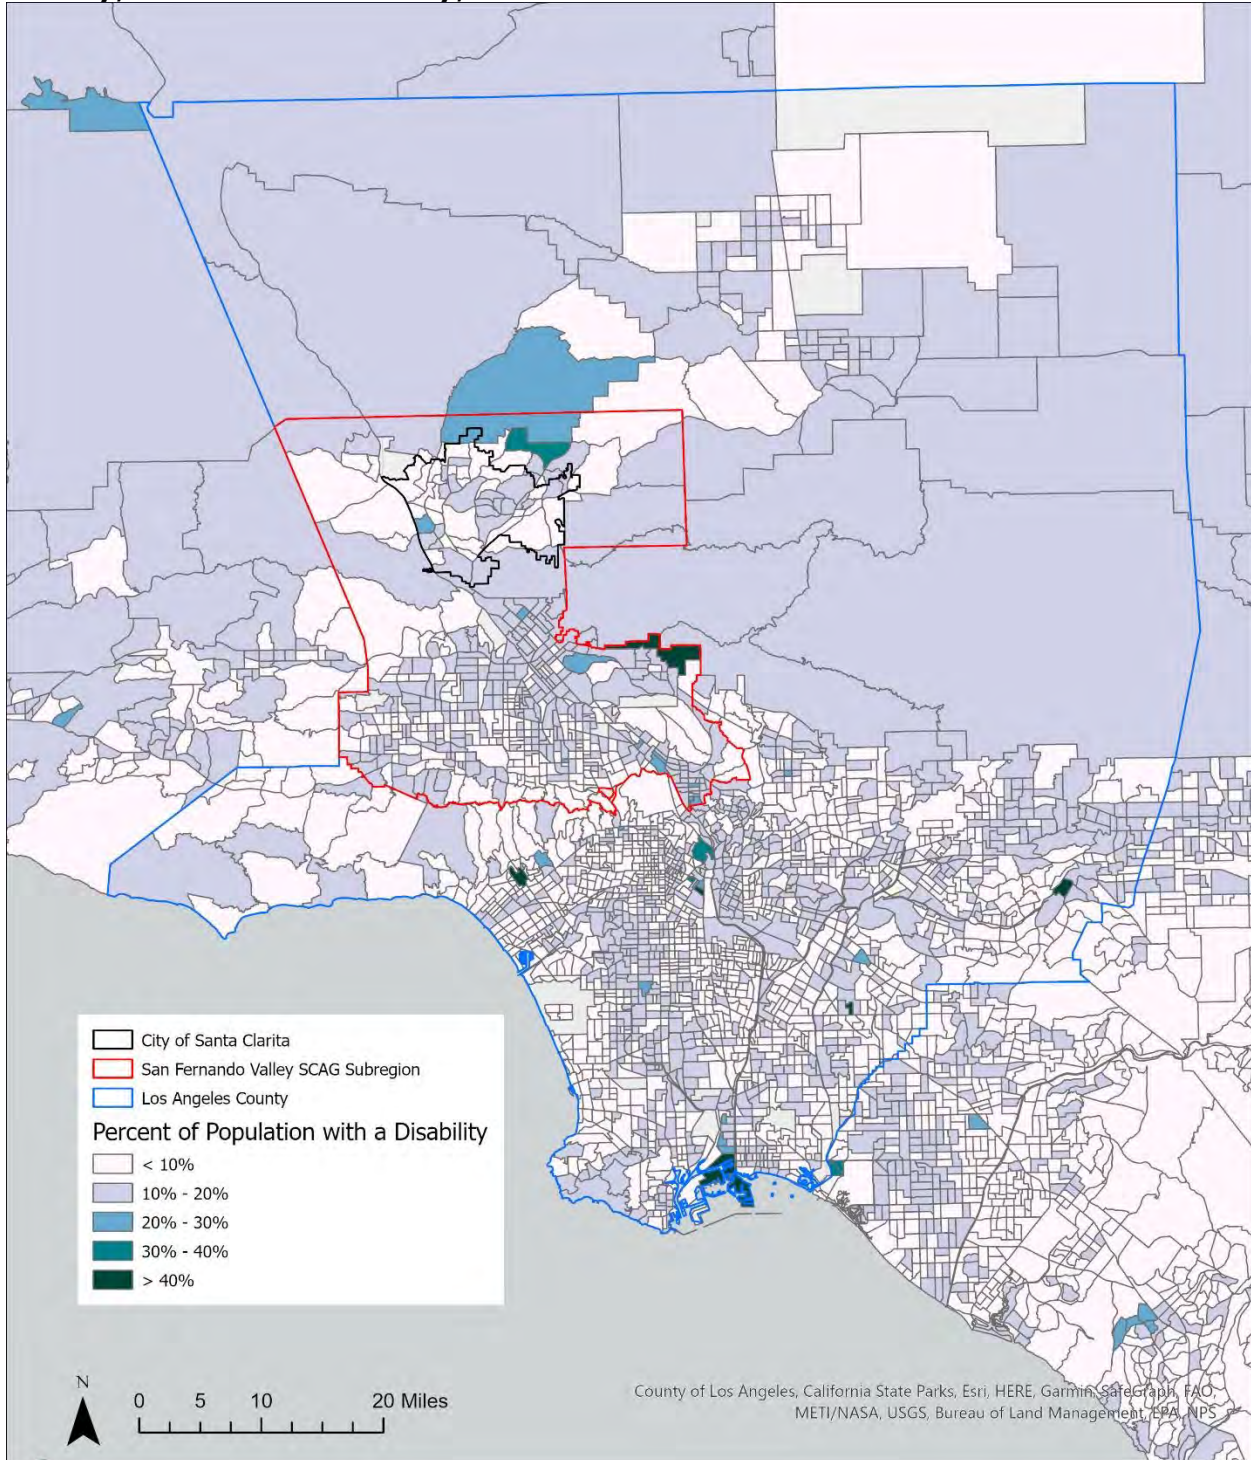 City of Santa Clarita
San Fernando Valley SCAG Subregion
Los Angeles County
Percent of Population with a Disability
< 10%
10% - 20%
20% - 30%
30% - 40%
> 40%
N
0 5 10 20 Miles
County of Los Angeles, California State Parks, Esri, HERE, Garmin, SafeGraph, FAO,
METI/NASA, USGS, Bureau of Land Management, EPA, NPS